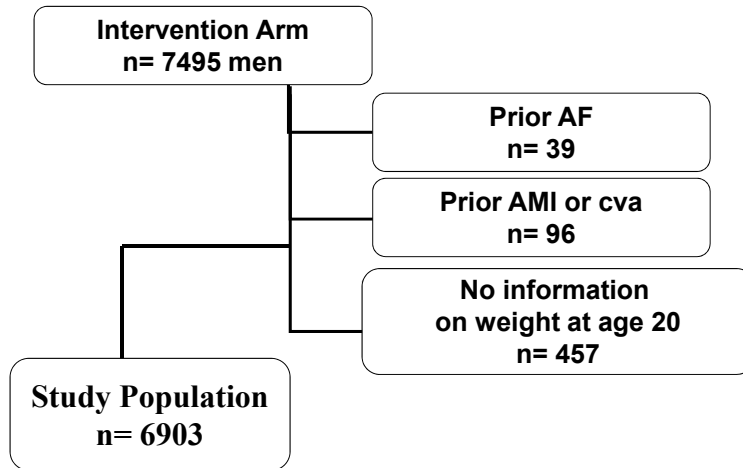 Intervention Arm
n= 7495 men
Prior AF
n= 39
Prior AMI or cva
n= 96
No information
on weight at age 20
n= 457
Study Population
n= 6903